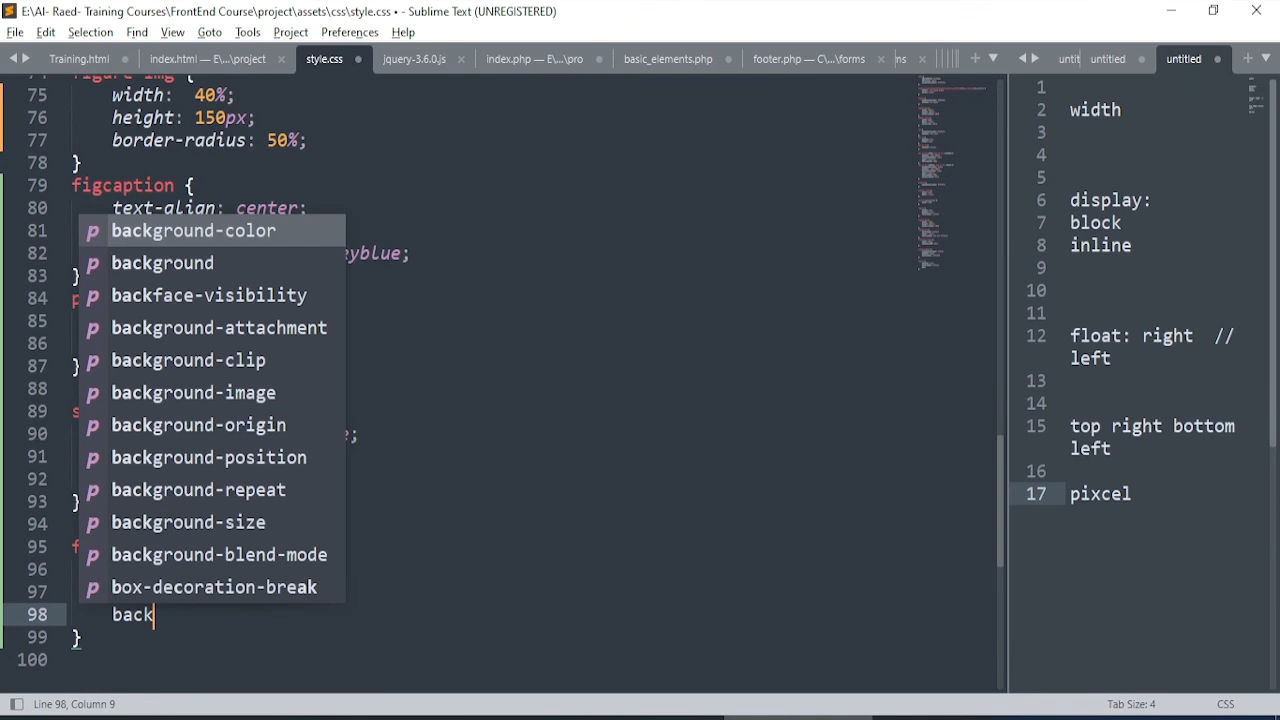 E:\AI- Raed- Training Courses\FrontEnd Course\project\assets\css\style.css • - Sublime Text (UNREGISTERED)
File Edit Selection Find View Goto Tools Project Preferences Help
Training.html index.html — E\...\project style.css jquery-3.6.0.js index.php — E\...\pro basic_elements.php footer.php — C\...\forms ns untit untitled untitled
74 figure img {
75 width: 40%;
76 height: 150px;
77 border-radius: 50%;
78 }
79 figcaption {
80 text-align: center;
81
82 eyblue;
83 }
84 p
85
86
87 }
88
89 s
90 e;
91
92
93 }
94
95 f
96
97
98 back
99 }
100
p background-color
p background
p backface-visibility
p background-attachment
p background-clip
p background-image
p background-origin
p background-position
p background-repeat
p background-size
p background-blend-mode
p box-decoration-break
1
2 width
3
4
5
6 display:
7 block
8 inline
9
10
11
12 float: right //
left
13
14
15 top right bottom
left
16
17 pixcel
Line 98, Column 9 Tab Size: 4 CSS